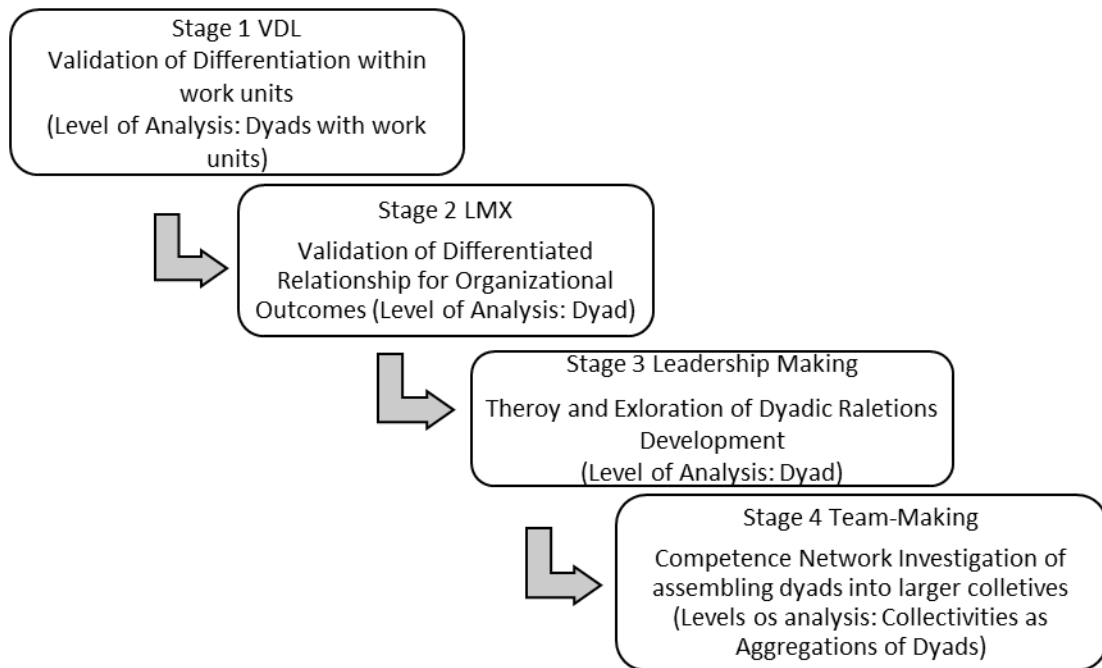 Stage 1 VDL
Validation of Differentiation within
work units
(Level of Analysis: Dyads with work
units)
Stage 2 LMX
Validation of Differentiated
Relationship for Organizational
Outcomes (Level of Analysis: Dyad)
Stage 3 Leadership Making
Theroy and Exloration of Dyadic Raletions
Development
(Level of Analysis: Dyad)
Stage 4 Team-Making
Competence Network Investigation of
assembling dyads into larger colletives
(Levels os analysis: Collectivities as
Aggregations of Dyads)